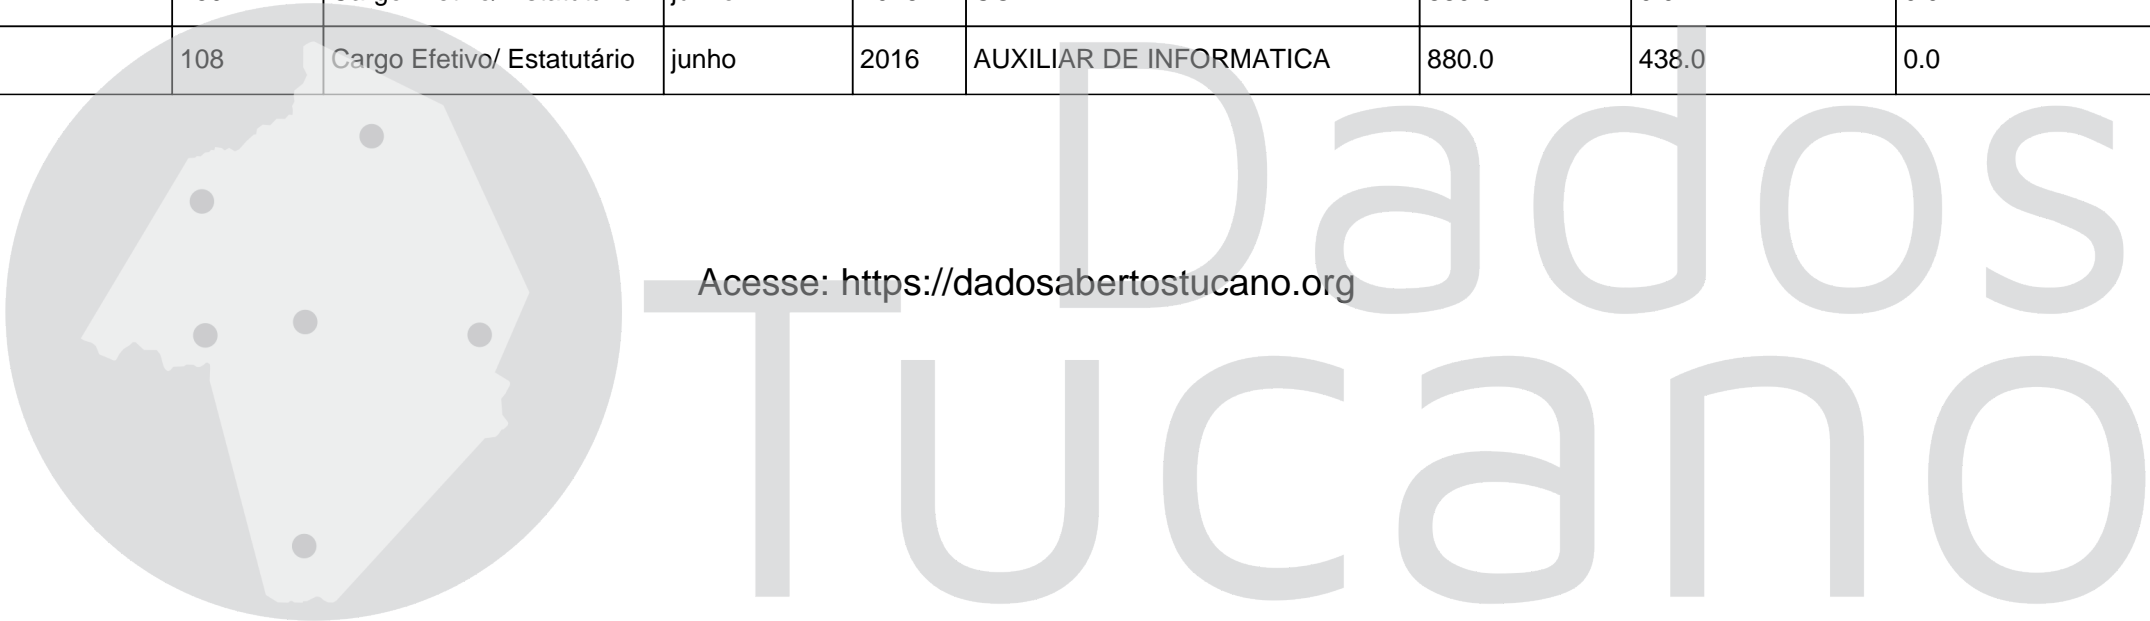 108 Cargo Efetivo/ Estatutário junho 2016 AUXILIAR DE INFORMATICA 880.0 438.0 0.0
Acesse: https://dadosabertostucano.org
Dados
Tucano